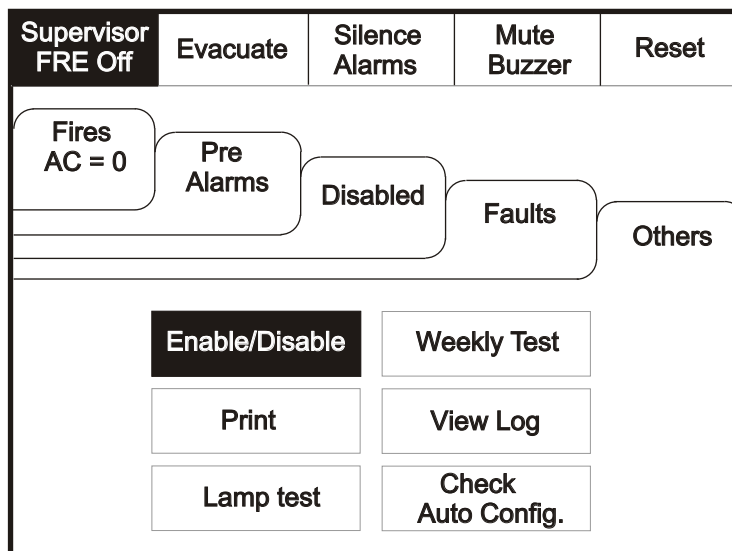 Supervisor
FRE Off
Evacuate
Silence
Alarms
Mute
Buzzer
Reset
Fires
AC = 0
Pre
Alarms
Disabled
Faults
Others
Enable/Disable
Weekly Test
Print
View Log
Lamp test
Check
Auto Config.